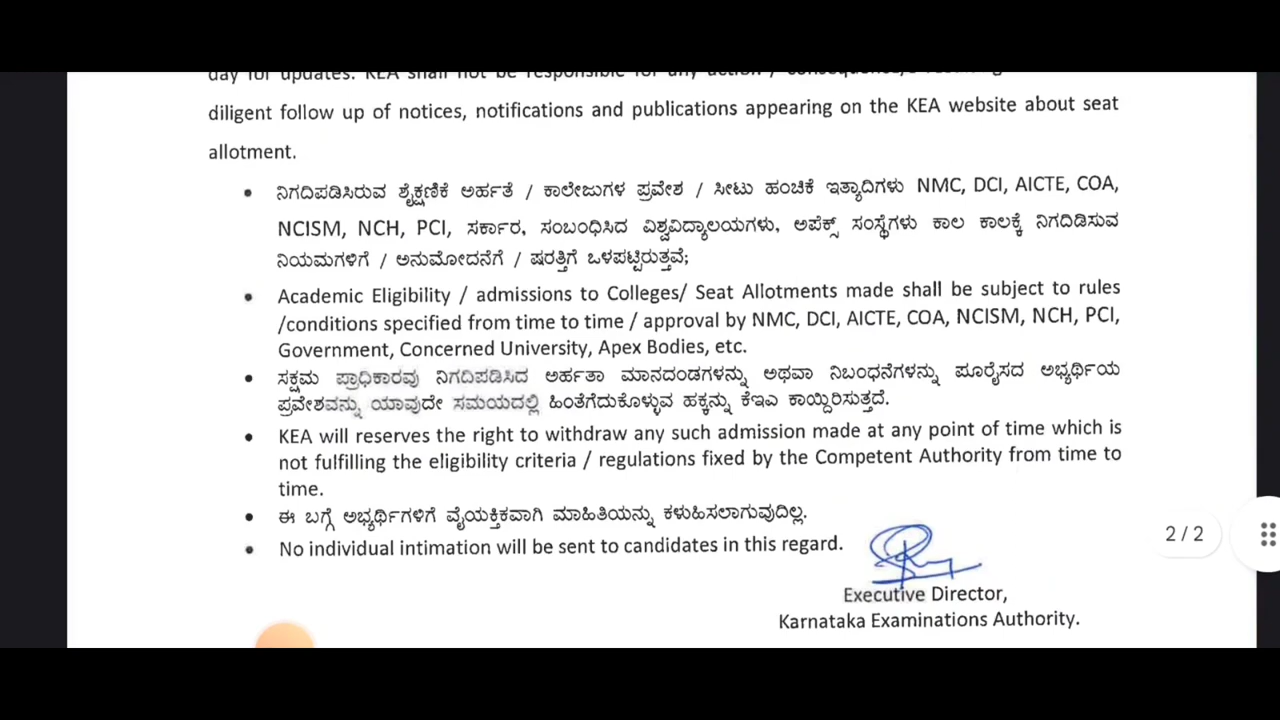 day for updates. KEA shall not be responsible for any action /
diligent follow up of notices, notifications and publications appearing on the KEA website about seat
allotment.
• ನಿಗದಿಪಡಿಸಿರುವ ಶೈಕ್ಷಣಿಕೆ ಅರ್ಹತೆ / ಕಾಲೇಜುಗಳ ಪ್ರವೇಶ / ಸೀಟು ಹಂಚಿಕೆ ಇತ್ಯಾದಿಗಳು NMC, DCI, AICTE, COA,
NCISM, NCH, PCI, ಸರ್ಕಾರ, ಸಂಬಂಧಿಸಿದ ವಿಶ್ವವಿದ್ಯಾಲಯಗಳು, ಅಪೆಕ್ಸ್ ಸಂಸ್ಥೆಗಳು ಕಾಲ ಕಾಲಕ್ಕೆ ನಿಗದಿಡಿಸುವ
ನಿಯಮಗಳಿಗೆ / ಅನುಮೋದನೆಗೆ / ಷರತ್ತಿಗೆ ಒಳಪಟ್ಟಿರುತ್ತವೆ;
• Academic Eligibility / admissions to Colleges/ Seat Allotments made shall be subject to rules
/conditions specified from time to time / approval by NMC, DCI, AICTE, COA, NCISM, NCH, PCI,
Government, Concerned University, Apex Bodies, etc.
• ಸಕ್ಷಮ ಪ್ರಾಧಿಕಾರವು ನಿಗದಿಪಡಿಸಿದ ಅರ್ಹತಾ ಮಾನದಂಡಗಳನ್ನು ಅಥವಾ ನಿಬಂಧನೆಗಳನ್ನು ಪೂರೈಸದ ಅಭ್ಯರ್ಥಿಯ
ಪ್ರವೇಶವನ್ನು ಯಾವುದೇ ಸಮಯದಲ್ಲಿ ಹಿಂತೆಗೆದುಕೊಳ್ಳುವ ಹಕ್ಕನ್ನು ಕೆಇಎ ಕಾಯ್ದಿರಿಸುತ್ತದೆ.
• KEA will reserves the right to withdraw any such admission made at any point of time which is
not fulfilling the eligibility criteria / regulations fixed by the Competent Authority from time to
time.
• ಈ ಬಗ್ಗೆ ಅಭ್ಯರ್ಥಿಗಳಿಗೆ ವೈಯಕ್ತಿಕವಾಗಿ ಮಾಹಿತಿಯನ್ನು ಕಳುಹಿಸಲಾಗುವುದಿಲ್ಲ.
• No individual intimation will be sent to candidates in this regard.
2 / 2
Executive Director,
Karnataka Examinations Authority.